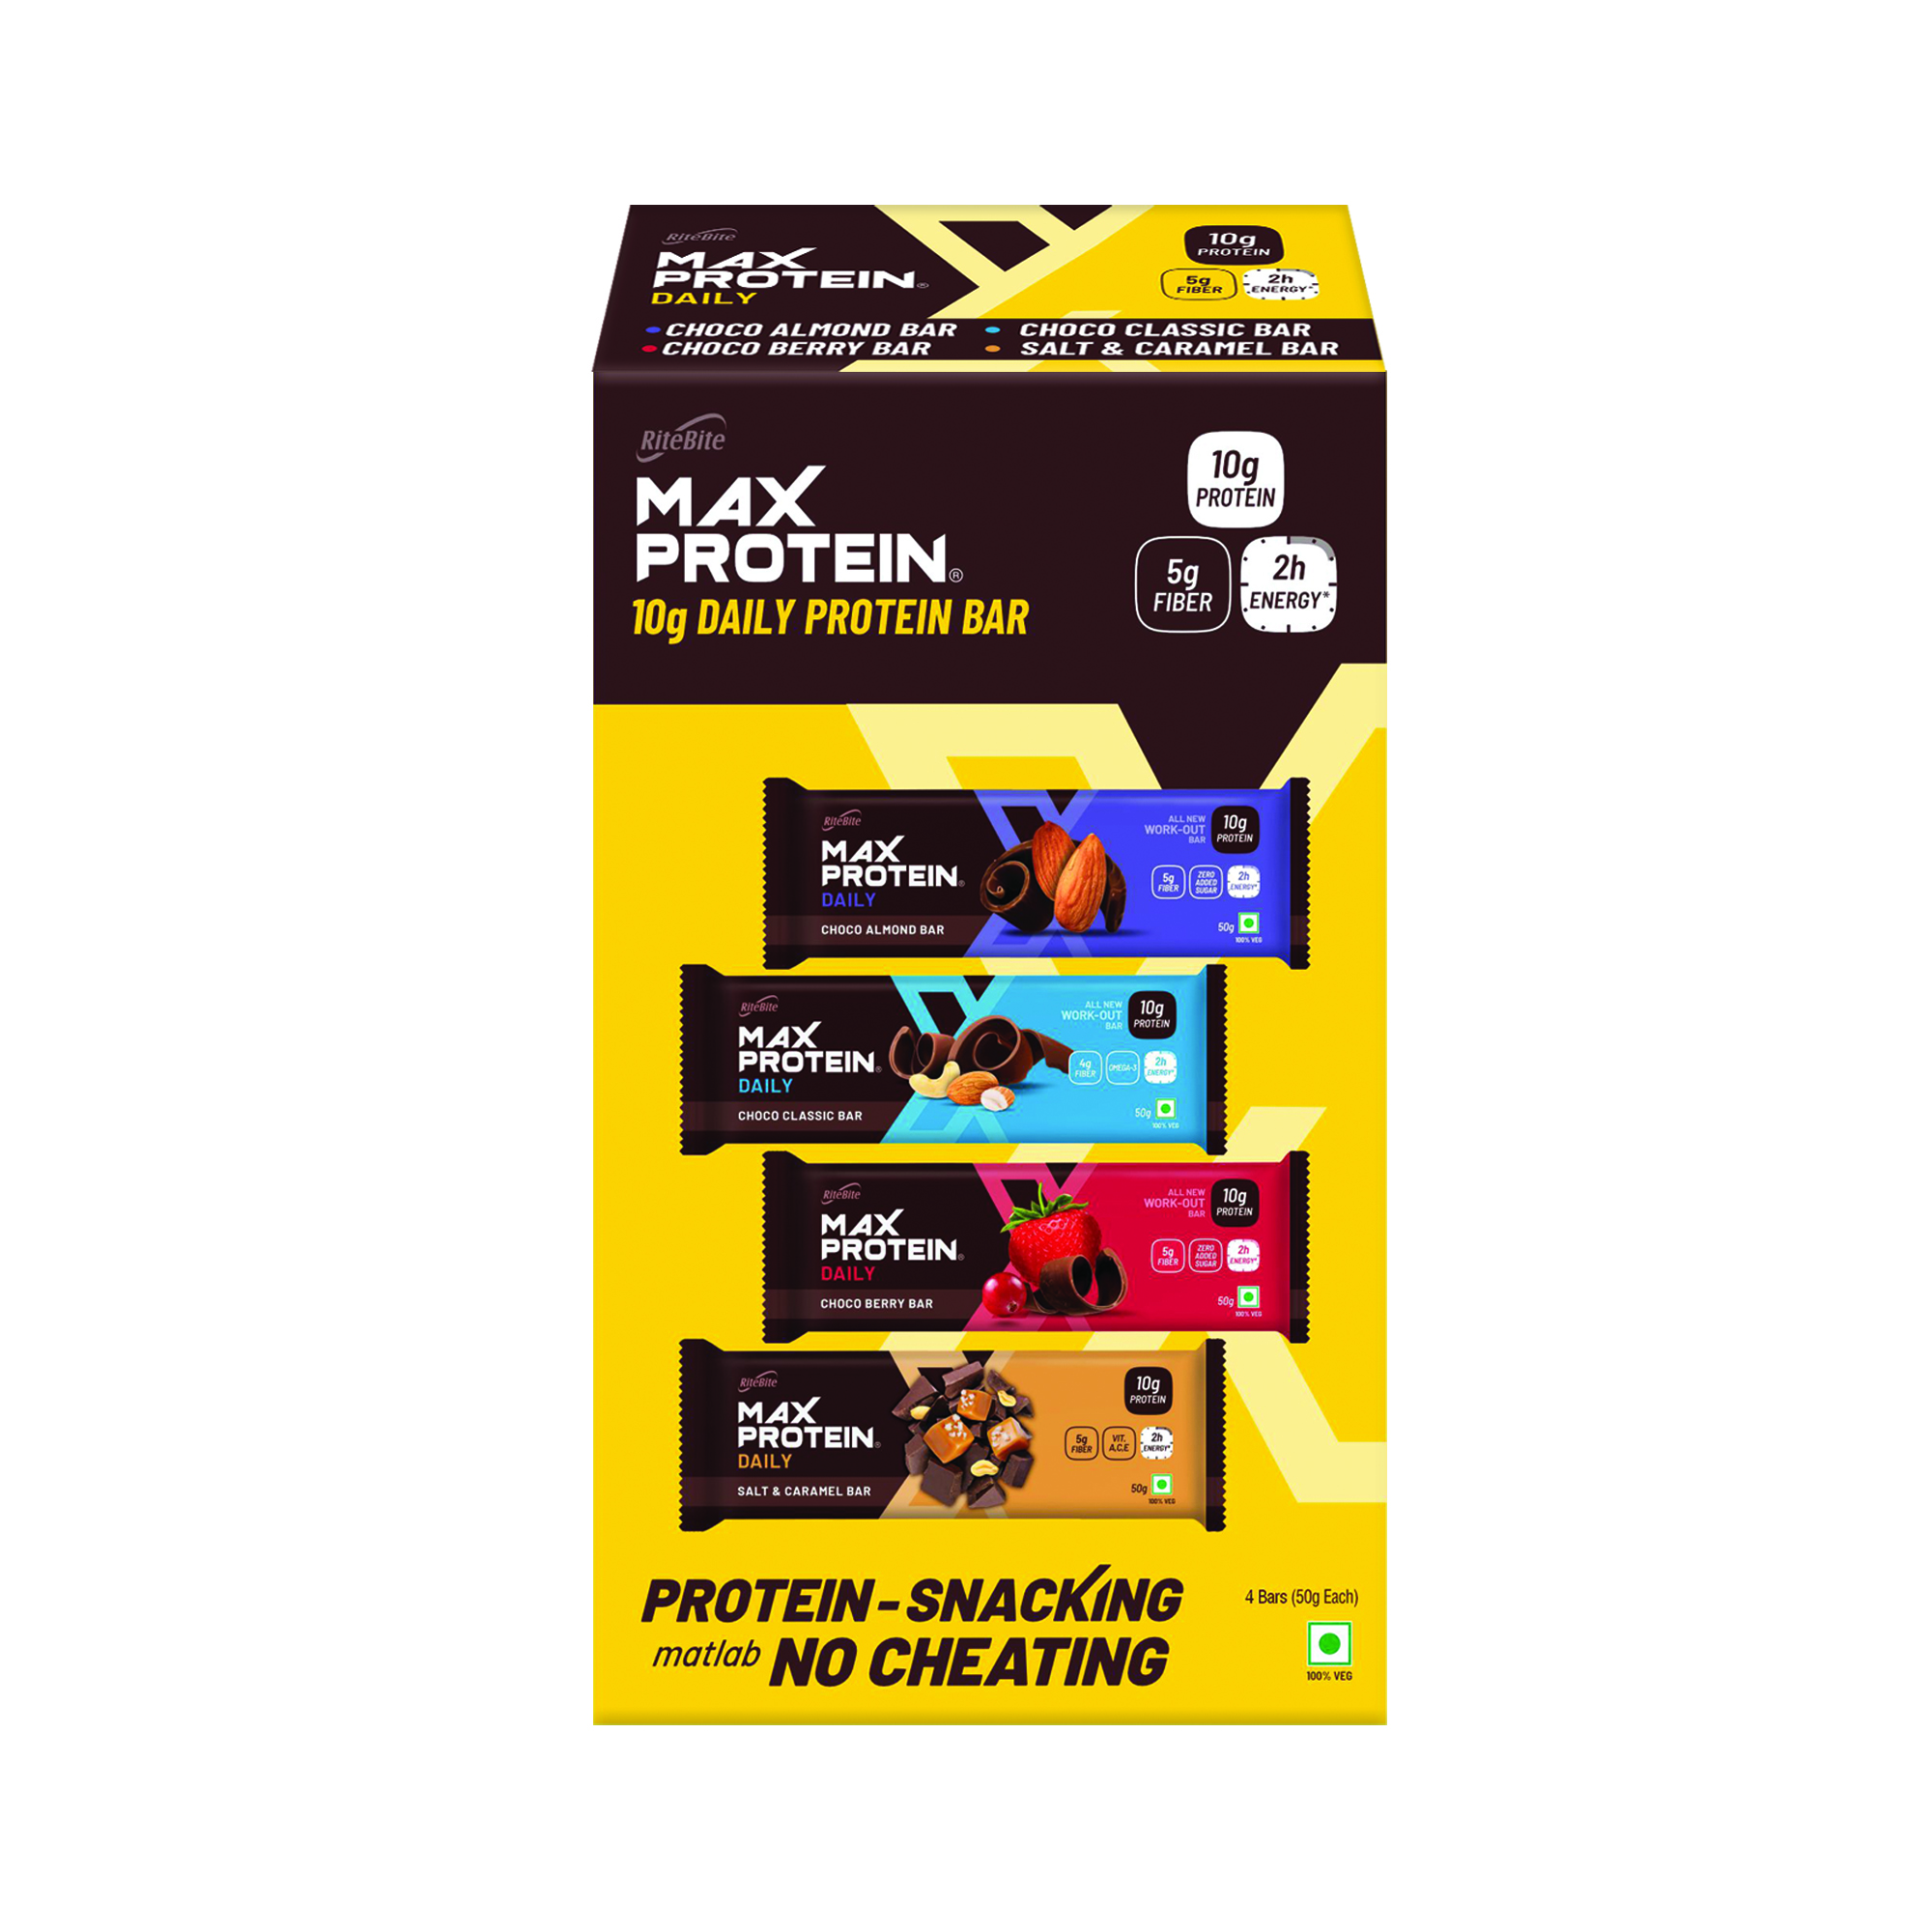 RiteBite
MAX
PROTEIN®
DAILY
10g
PROTEIN
5g
FIBER
2h
ENERGY*
• CHOCO ALMOND BAR • CHOCO CLASSIC BAR
• CHOCO BERRY BAR • SALT & CARAMEL BAR
RiteBite
MAX
PROTEIN®
10g DAILY PROTEIN BAR
10g
PROTEIN
5g
FIBER
2h
ENERGY*
RiteBite
MAX
PROTEIN®
DAILY
CHOCO ALMOND BAR
ALL NEW
WORK-OUT
BAR
10g
PROTEIN
5g
FIBER
ZERO
ADDED
SUGAR
2h
ENERGY*
50g
100% VEG
RiteBite
MAX
PROTEIN®
DAILY
CHOCO CLASSIC BAR
ALL NEW
WORK-OUT
BAR
10g
PROTEIN
4g
FIBER
OMEGA-3
2h
ENERGY*
50g
100% VEG
RiteBite
MAX
PROTEIN®
DAILY
CHOCO BERRY BAR
ALL NEW
WORK-OUT
BAR
10g
PROTEIN
5g
FIBER
ZERO
ADDED
SUGAR
2h
ENERGY*
50g
100% VEG
RiteBite
MAX
PROTEIN®
DAILY
SALT & CARAMEL BAR
10g
PROTEIN
5g
FIBER
VIT.
A,C,E
2h
ENERGY*
50g
100% VEG
PROTEIN-SNACKING
matlab NO CHEATING
4 Bars (50g Each)
100% VEG